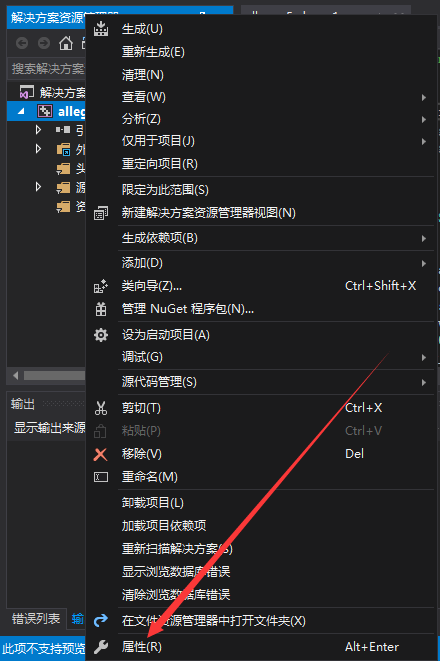 解决方案资源管理器
搜索解决方案
解决方案
alleg
引
外
头
源
资
生成(U)
重新生成(E)
清理(N)
查看(W)
分析(Z)
仅用于项目(J)
重定向项目(R)
限定为此范围(S)
新建解决方案资源管理器视图(N)
生成依赖项(B)
添加(D)
类向导(Z)... Ctrl+Shift+X
管理 NuGet 程序包(N)...
设为启动项目(A)
调试(G)
源代码管理(S)
剪切(T) Ctrl+X
粘贴(P) Ctrl+V
移除(V) Del
重命名(M)
卸载项目(L)
加载项目依赖项
重新扫描解决方案(S)
显示浏览数据库错误
清除浏览数据库错误
在文件资源管理器中打开文件夹(X)
属性(R) Alt+Enter
输出
显示输出来源
错误列表 输
此项不支持预览